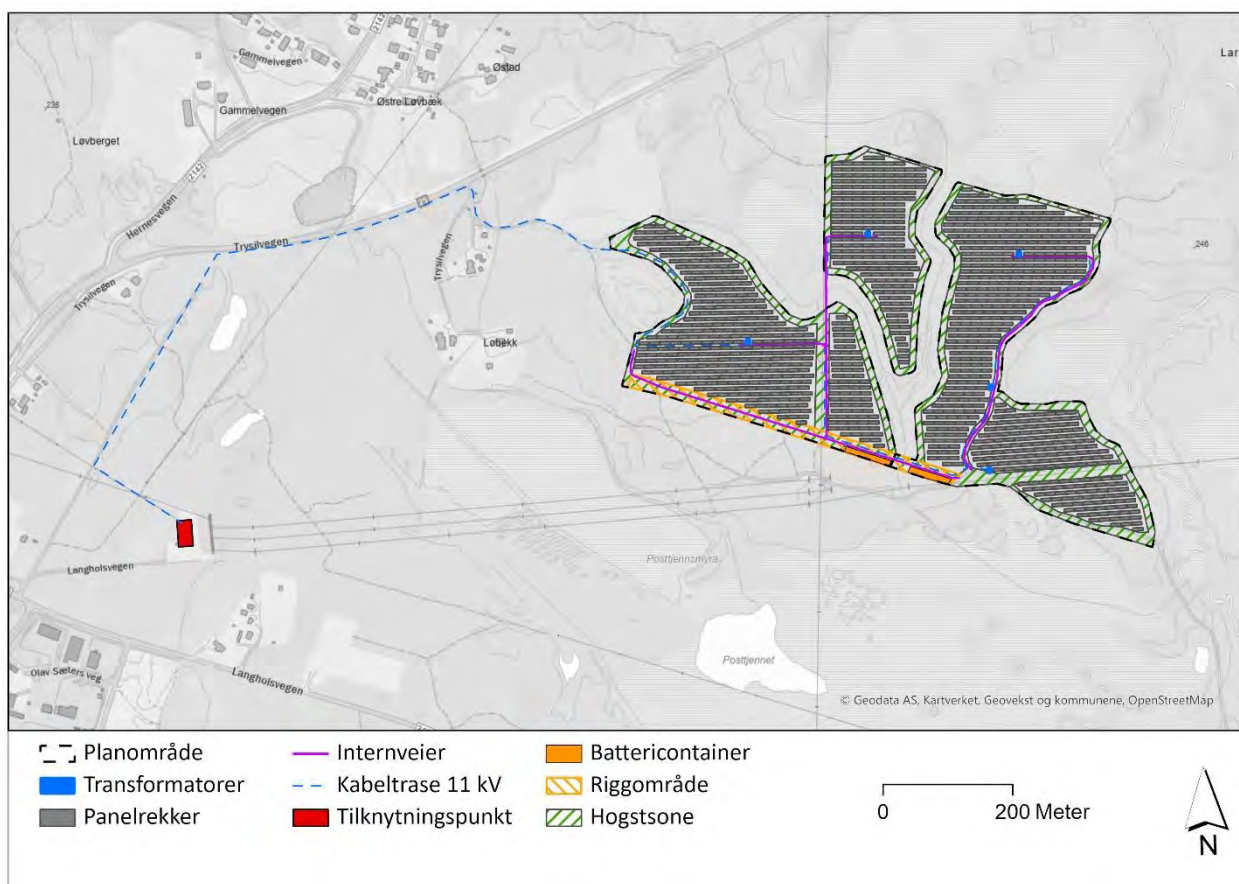 Gammelvegen
2142
Lar
Østad
238
Gammelvegen
Østre Løvbæk
Løvberget
2142
Hernesvegen
Trysilvegen
Trysilvegen
246
Trysilvegen
Løbekk
Posttjennsmyra
Langholsvegen
Olav Sælers veg
Langholsvegen
Posttjennet
© Geodata AS, Kartverket, Geovekst og kommunene, OpenStreetMap
Planområde
Internveier
Battericontainer
Transformatorer
Kabeltrase 11 kV
Riggområde
Panelrekker
Tilknytningspunkt
Hogstsone
0 200 Meter
N